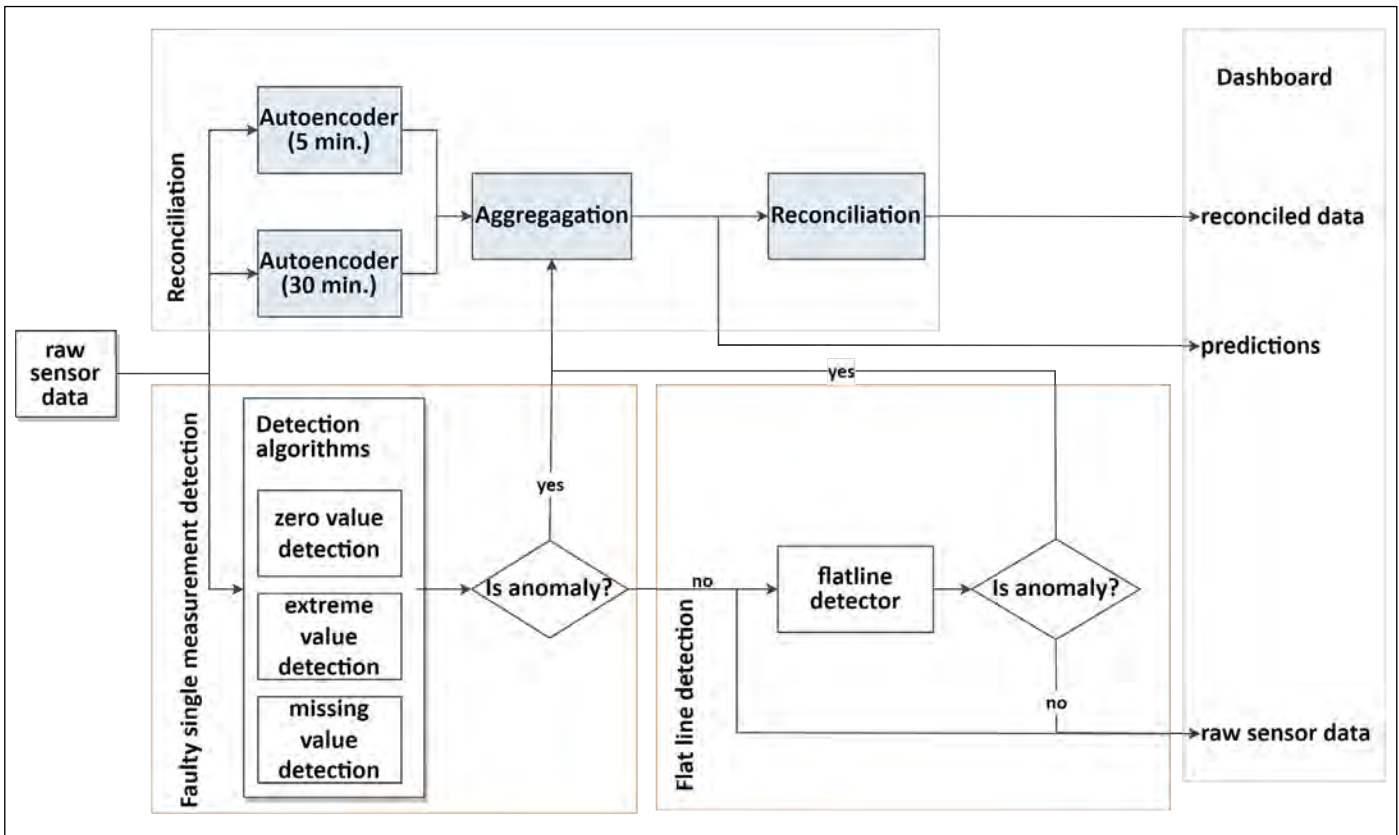 Dashboard
Reconciliation
Autoencoder
(5 min.)
Autoencoder
(30 min.)
Aggregagation
Reconciliation
reconciled data
predictions
raw
sensor
data
yes
Faulty single measurement detection
Detection
algorithms
zero value
detection
extreme
value
detection
missing
value
detection
Is anomaly?
yes
no
Flat line detection
flatline
detector
Is anomaly?
no
raw sensor data